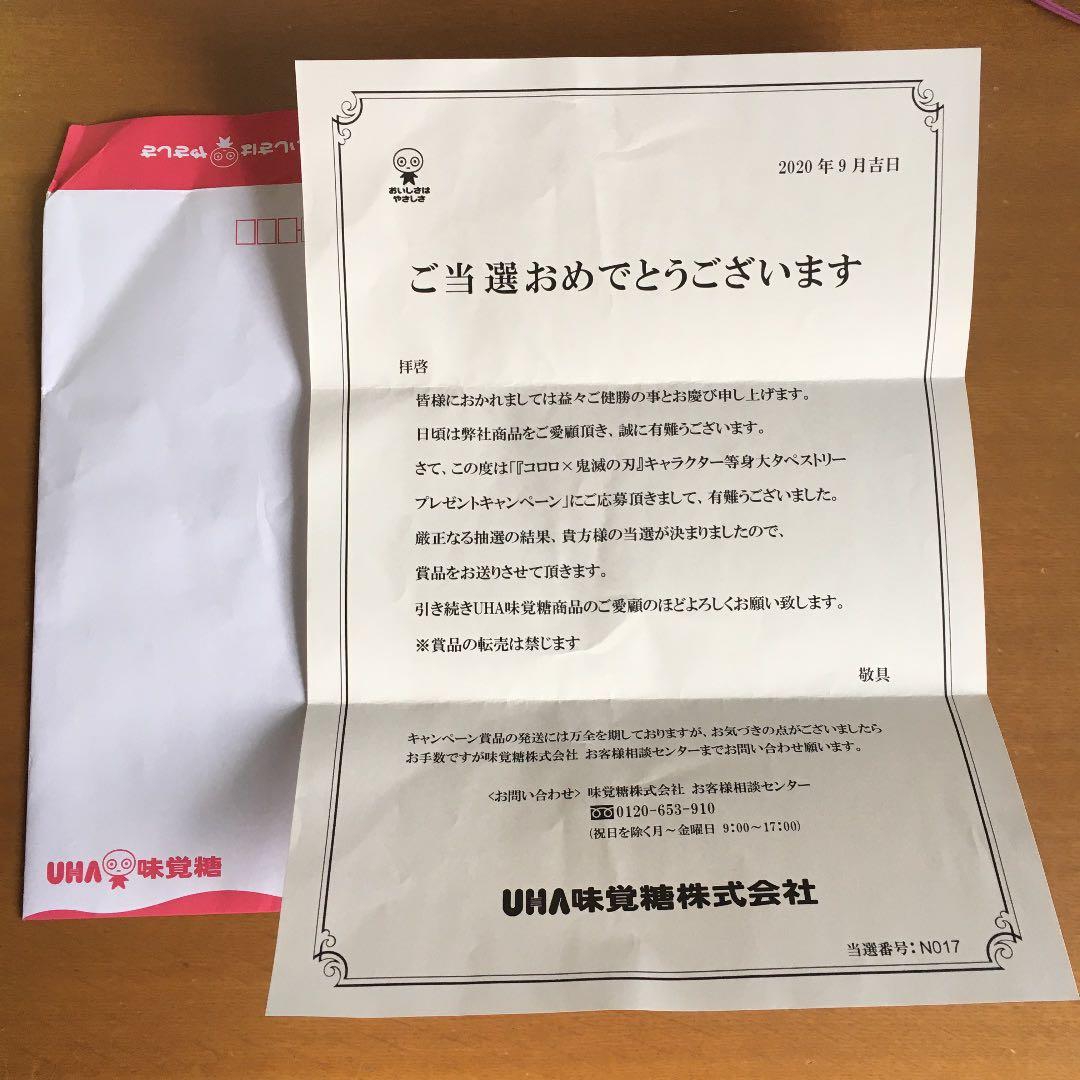 いしさは やさしさ
おいしさは
やさしさ
2020年9月吉日
ご当選おめでとうございます
拝啓
皆様におかれましては益々ご健勝の事とお慶び申し上げます。
日頃は弊社商品をご愛顧頂き、誠に有難うございます。
さて、この度は「『コロロ×鬼滅の刃』キャラクター等身大タペストリー
プレゼントキャンペーン」にご応募頂きまして、有難うございました。
厳正なる抽選の結果、貴方様の当選が決まりましたので、
賞品をお送りさせて頂きます。
引き続きUHA味覚糖商品のご愛顧のほどよろしくお願い致します。
※賞品の転売は禁じます
敬具
キャンペーン賞品の発送には万全を期しておりますが、お気づきの点がございましたら
お手数ですが味覚糖株式会社 お客様相談センターまでお問い合わせ願います。
<お問い合わせ> 味覚糖株式会社 お客様相談センター
0120-653-910
(祝日を除く月~金曜日 9:00~17:00)
UHA味覚糖株式会社
当選番号:N017
UHA味覚糖